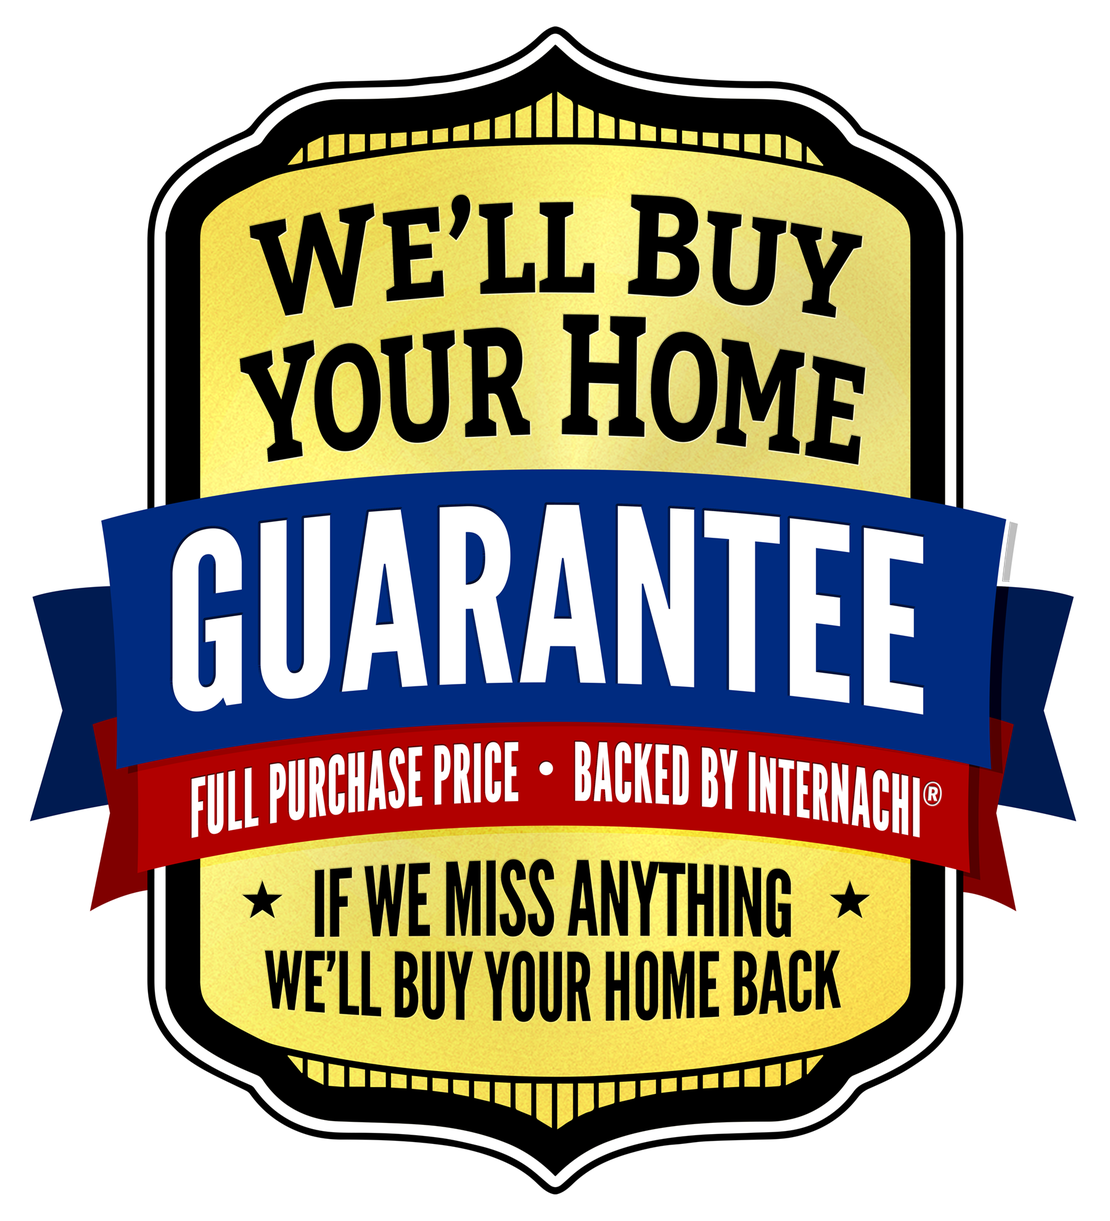 WE'LL BUY
YOUR HOME
GUARANTEE
FULL PURCHASE PRICE • BACKED BY INTERNACHI®
★ IF WE MISS ANYTHING ★
WE'LL BUY YOUR HOME BACK